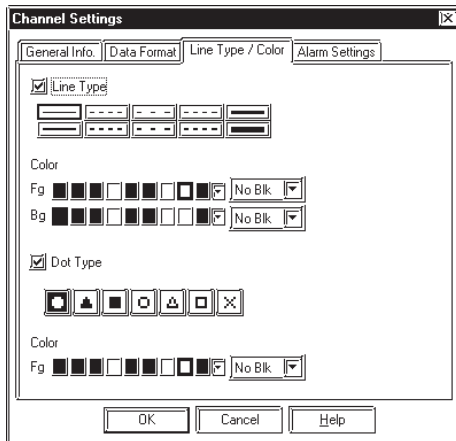 Channel Settings
General Info. Data Format Line Type / Color Alarm Settings
Line Type
Color
Fg No Blk
Bg No Blk
Dot Type
Color
Fg No Blk
OK Cancel Help